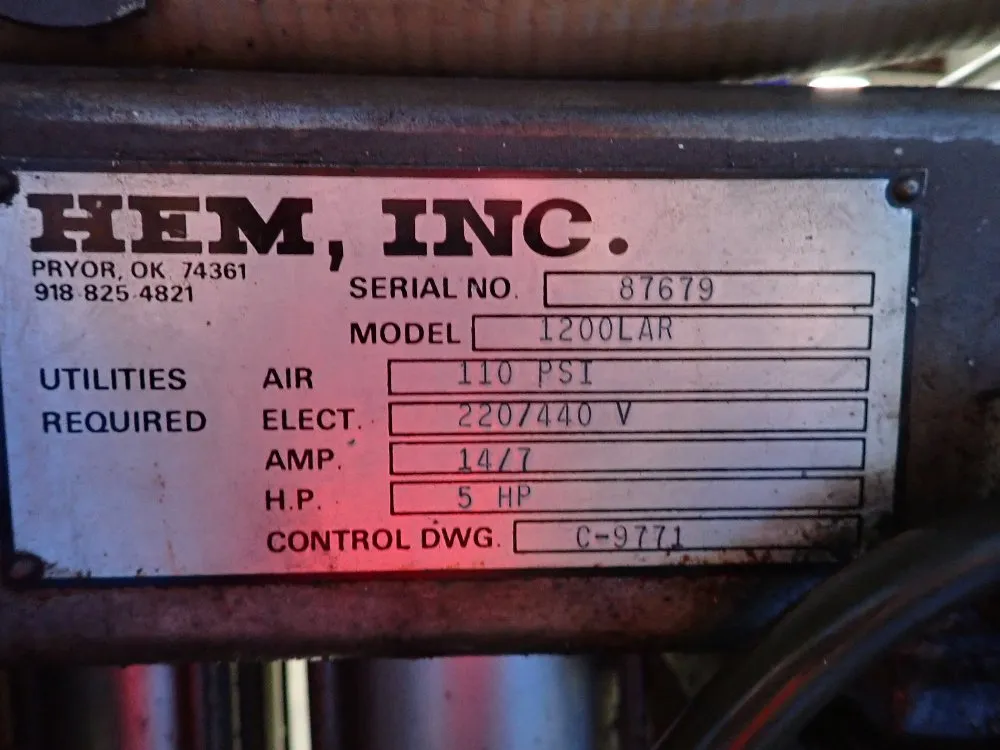 HEM, INC.
PRYOR, OK. 74361
918-825-4821
SERIAL NO. 87679
MODEL 1200LAR
UTILITIES AIR 110 PSI
REQUIRED ELECT. 220/440 V
AMP. 14/7
H.P. 5 HP
CONTROL DWG. C-9771